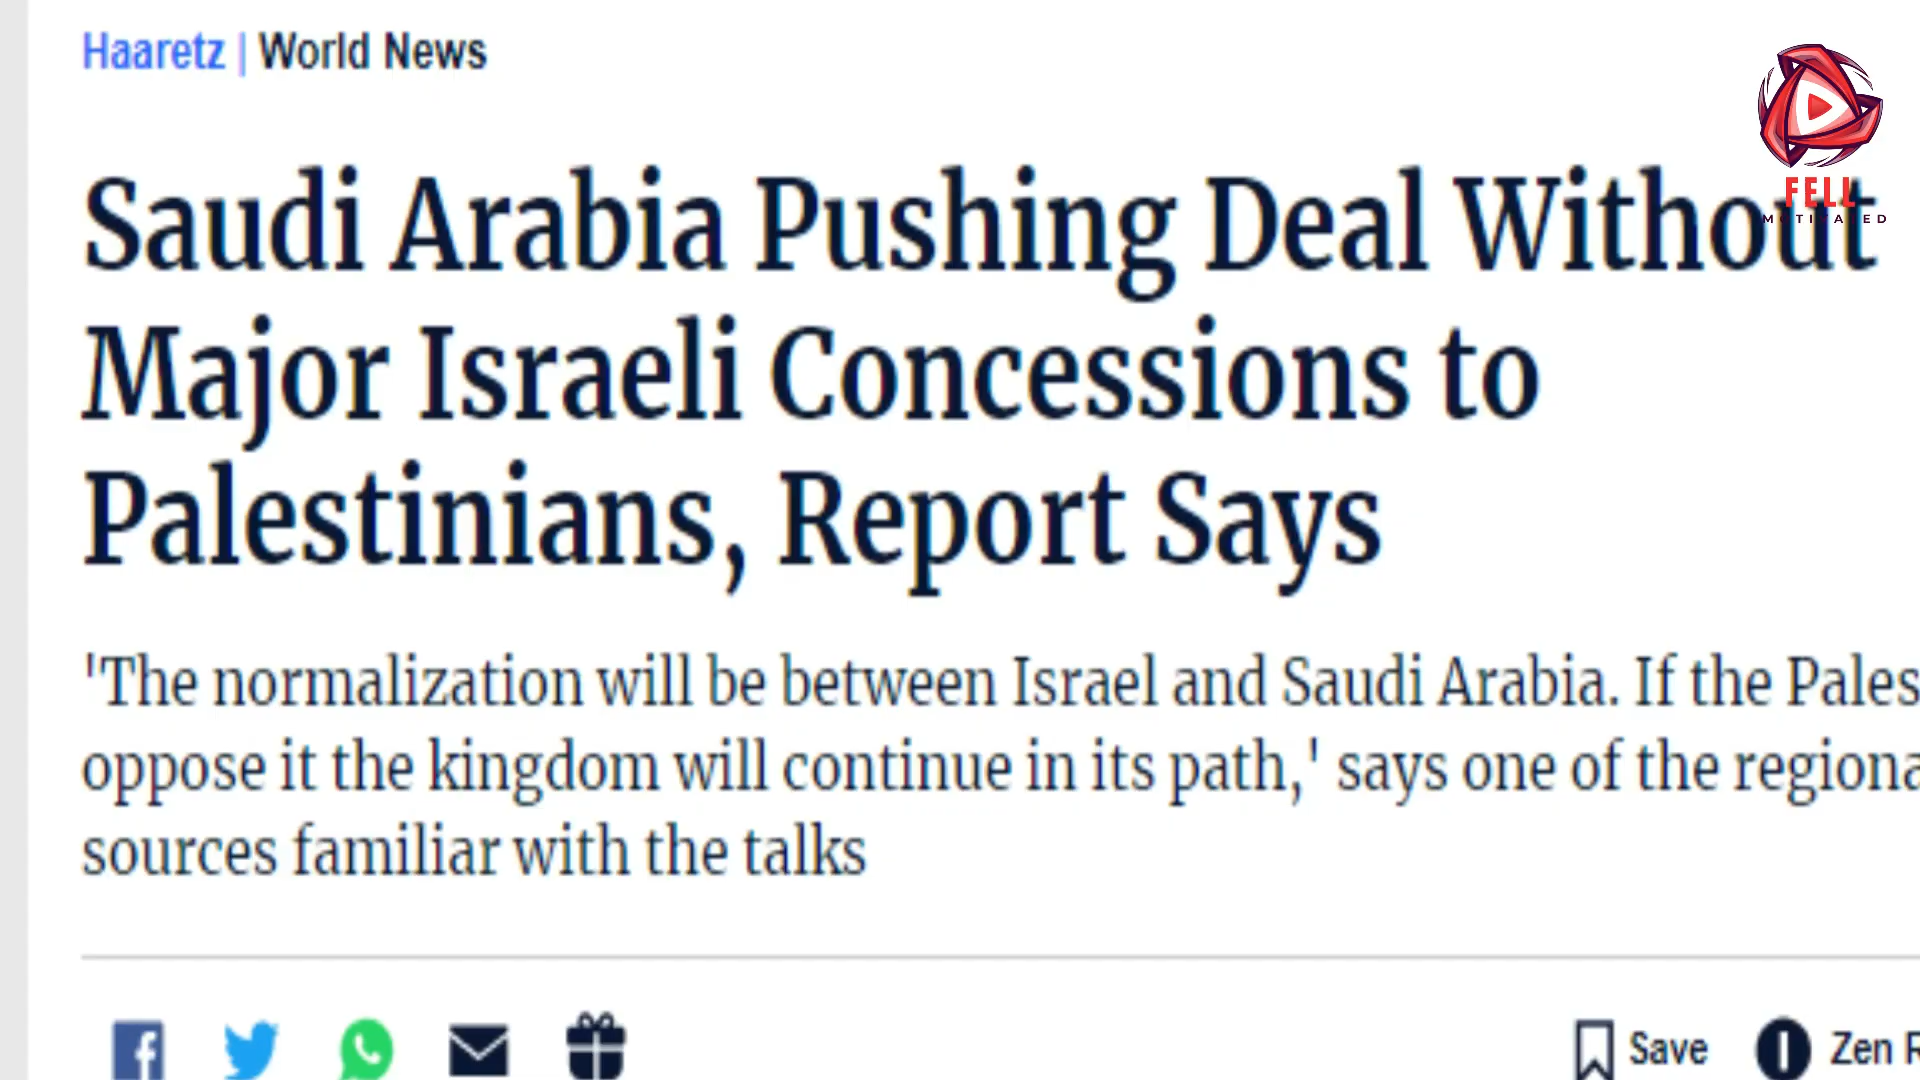 Haaretz | World News
Saudi Arabia Pushing Deal Without
Major Israeli Concessions to
Palestinians, Report Says
'The normalization will be between Israel and Saudi Arabia. If the Pales
oppose it the kingdom will continue in its path,' says one of the regiona
sources familiar with the talks
Save
Zen R
FELL
MOTIVATED